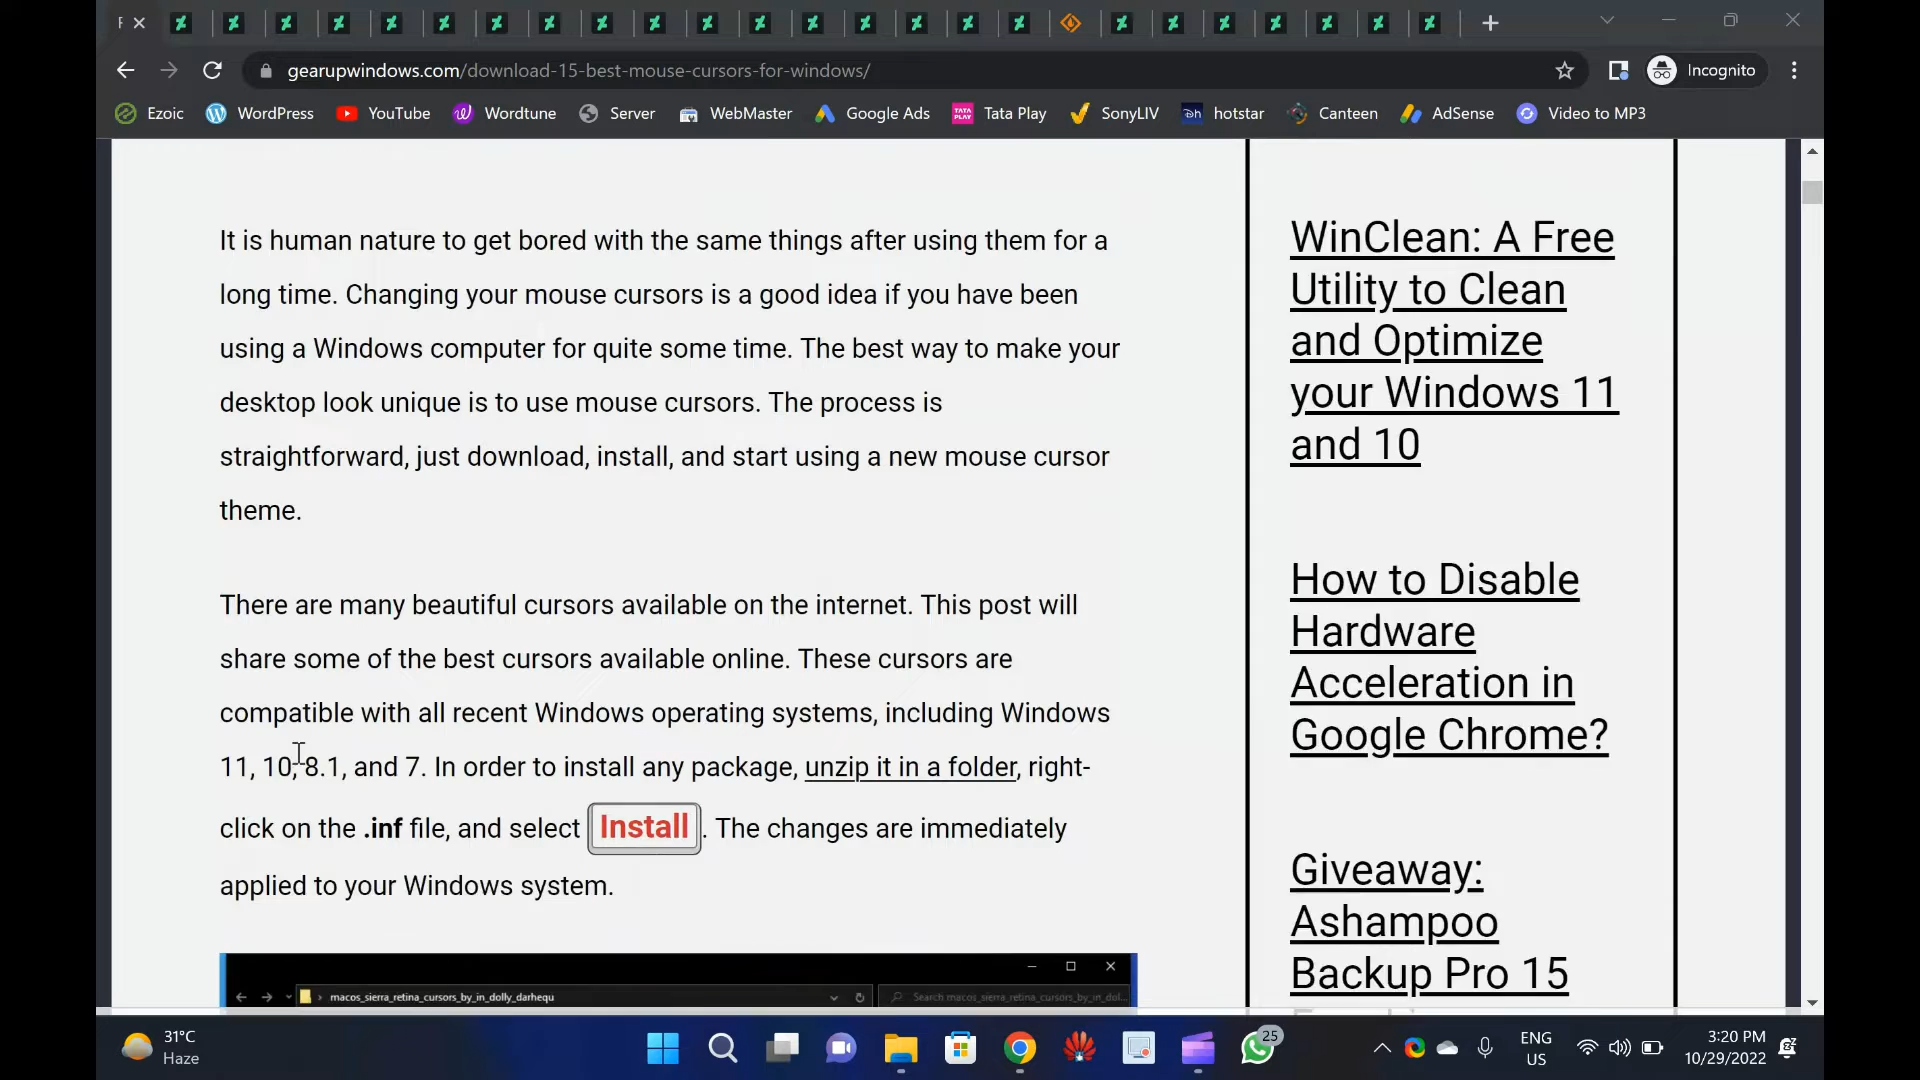 gearupwindows.com/download-15-best-mouse-cursors-for-windows/
Incognito
Ezoic
WordPress
YouTube
Wordtune
Server
WebMaster
Google Ads
TATA PLAY
Tata Play
SonyLIV
hotstar
Canteen
AdSense
Video to MP3
It is human nature to get bored with the same things after using them for a
long time. Changing your mouse cursors is a good idea if you have been
using a Windows computer for quite some time. The best way to make your
desktop look unique is to use mouse cursors. The process is
straightforward, just download, install, and start using a new mouse cursor
theme.
There are many beautiful cursors available on the internet. This post will
share some of the best cursors available online. These cursors are
compatible with all recent Windows operating systems, including Windows
11, 10, 8.1, and 7. In order to install any package, unzip it in a folder, right-
click on the .inf file, and select Install. The changes are immediately
applied to your Windows system.
macos_sierra_retina_cursors_by_in_dolly_darhequ
Search macos_sierra_retina_cursors_by_in_dol...
WinClean: A Free
Utility to Clean
and Optimize
your Windows 11
and 10
How to Disable
Hardware
Acceleration in
Google Chrome?
Giveaway:
Ashampoo
Backup Pro 15
31°C
Haze
25
ENG
US
3:20 PM
10/29/2022